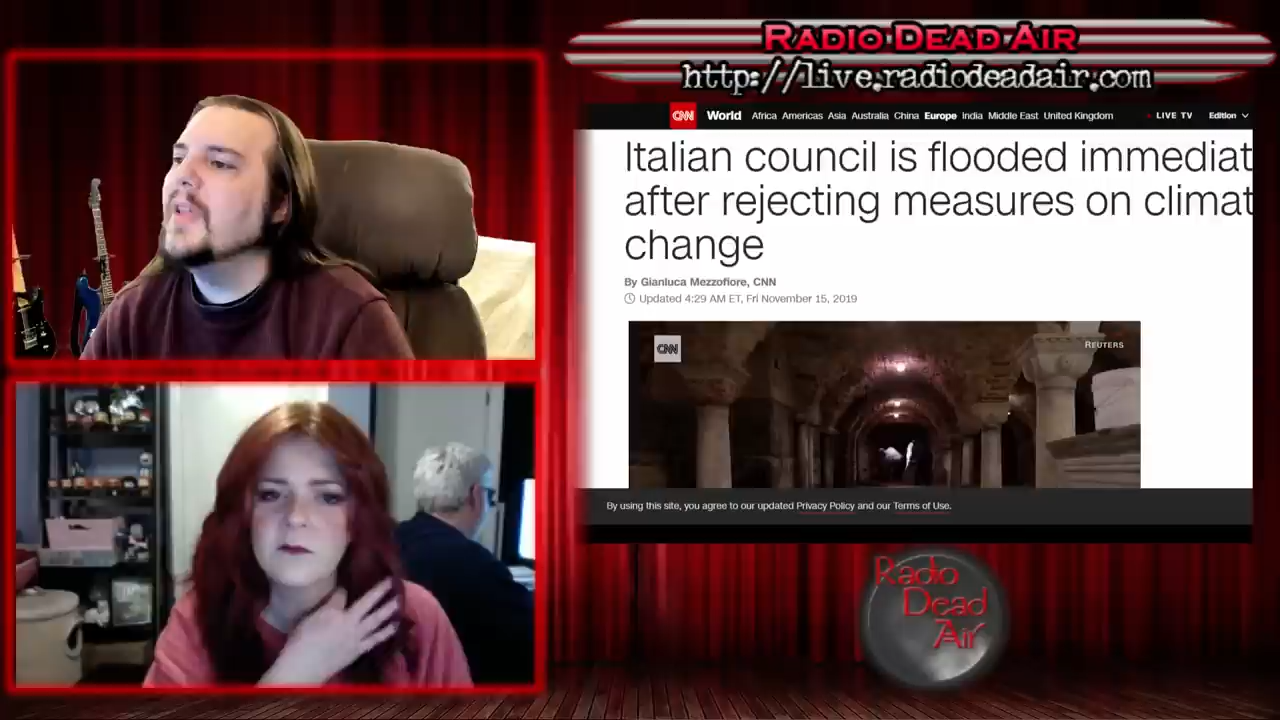 RADIO DEAD AIR
http://live.radiodeadair.com
CNN World Africa Americas Asia Australia China Europe India Middle East United Kingdom LIVE TV Edition
Italian council is flooded immediat
after rejecting measures on climat
change
By Gianluca Mezzofiore, CNN
Updated 4:29 AM ET, Fri November 15, 2019
CNN
REUTERS
By using this site, you agree to our updated Privacy Policy and our Terms of Use.
Radio
Dead
Air